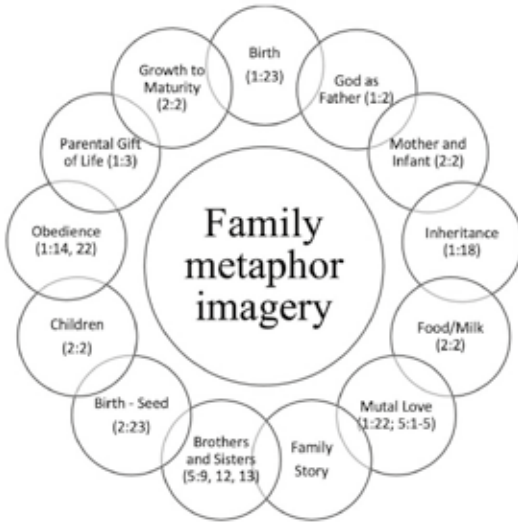 Birth
(1:23)
God as
Father (1:2)
Mother and
Infant (2:2)
Inheritance
(1:18)
Food/Milk
(2:2)
Mutal Love
(1:22; 5:1-5)
Family
Story
Brothers
and Sisters
(5:9, 12, 13)
Birth - Seed
(2:23)
Children
(2:2)
Obedience
(1:14, 22)
Parental Gift
of Life (1:3)
Growth to
Maturity
(2:2)
Family
metaphor
imagery